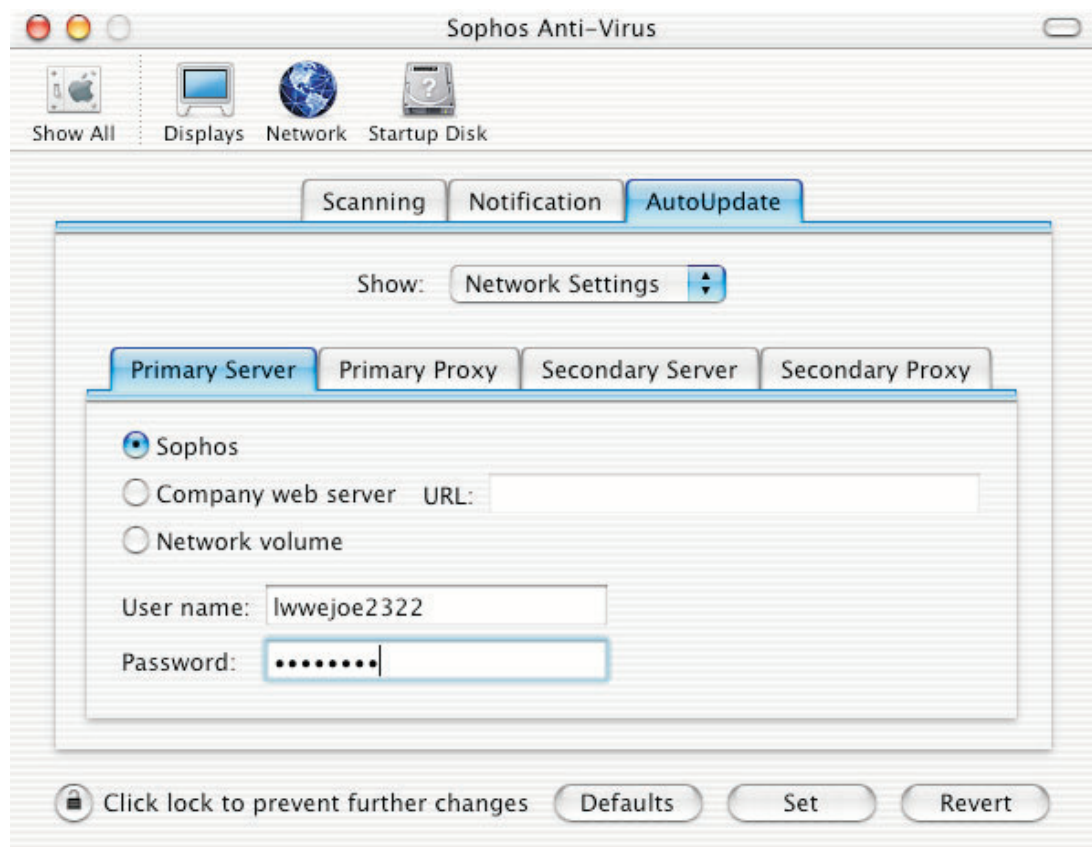 Sophos Anti-Virus
Show All Displays Network Startup Disk
Scanning Notification AutoUpdate
Show: Network Settings
Primary Server Primary Proxy Secondary Server Secondary Proxy
Sophos
Company web server URL:
Network volume
User name: lwwejoe2322
Password: ••••••••
Click lock to prevent further changes Defaults Set Revert